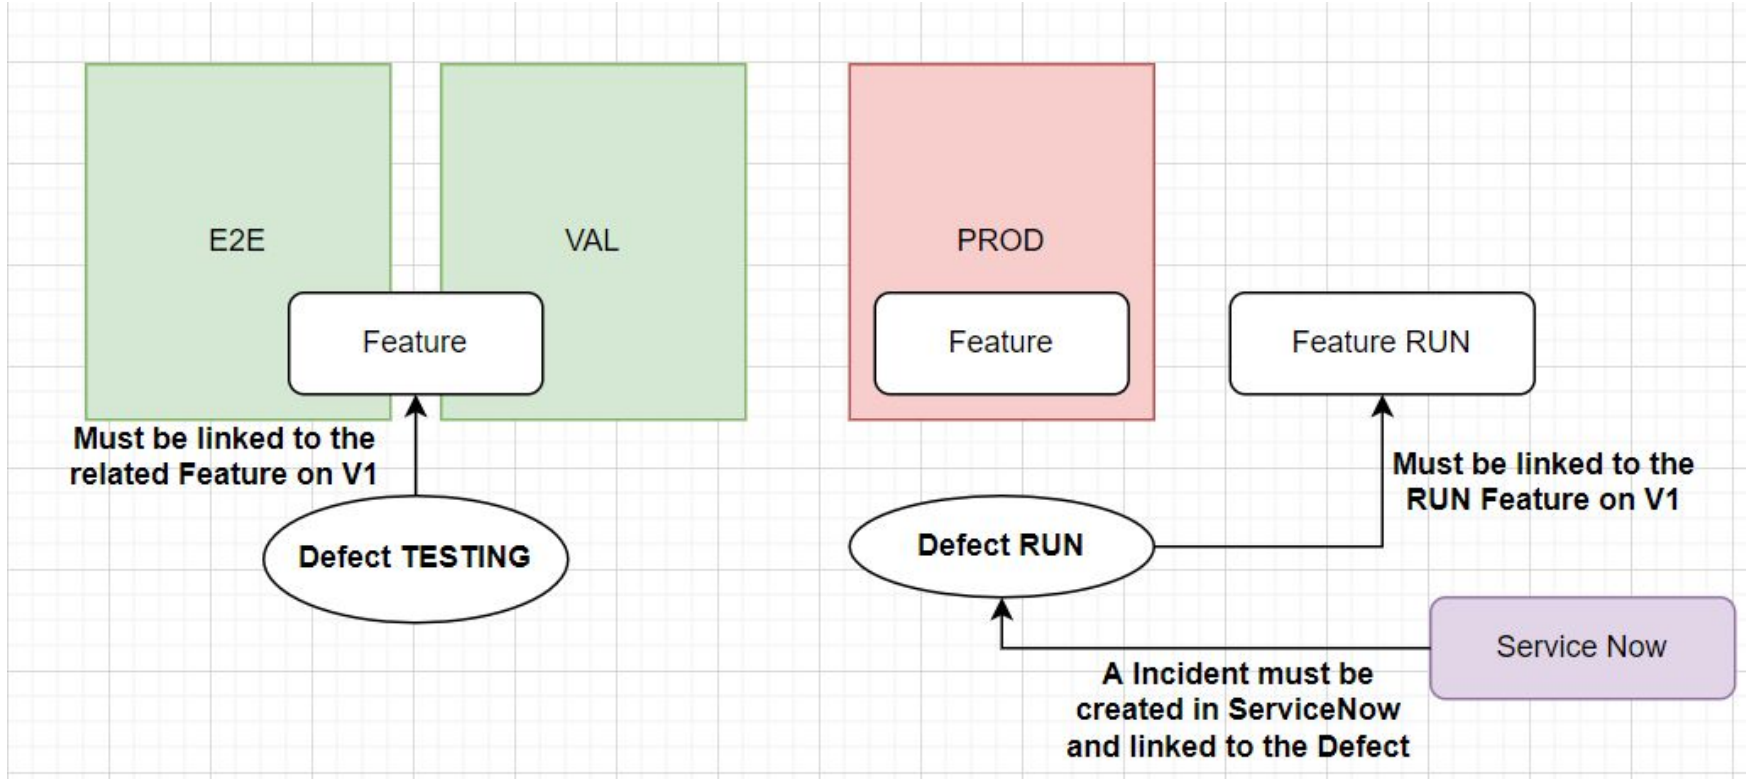 E2E
VAL
PROD
Feature
Feature
Feature RUN
Must be linked to the
related Feature on V1
Must be linked to the
RUN Feature on V1
Defect TESTING
Defect RUN
Service Now
A Incident must be
created in ServiceNow
and linked to the Defect